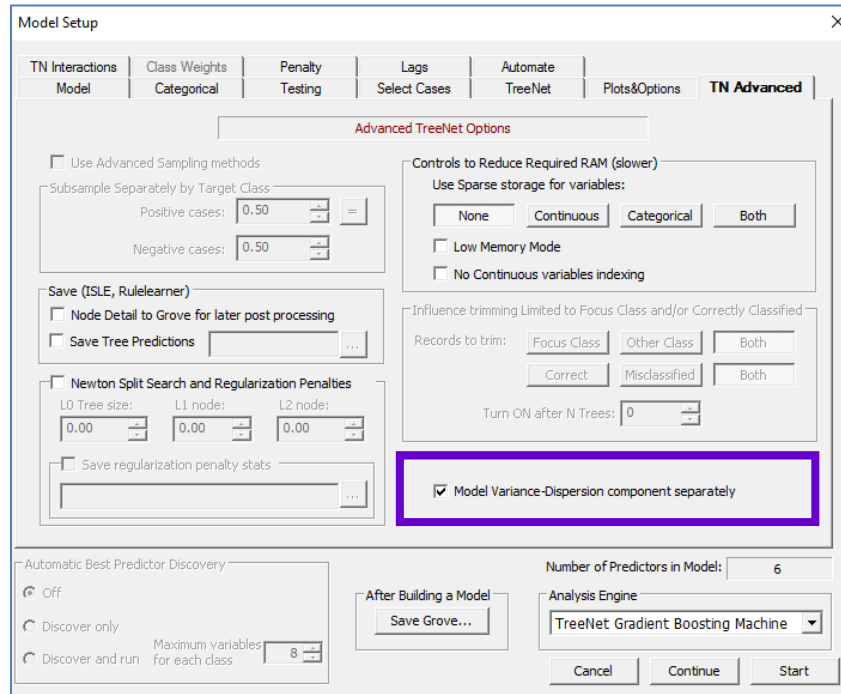 Model Setup
TN Interactions Class Weights Penalty Lags Automate
Model Categorical Testing Select Cases TreeNet Plots&Options TN Advanced
Advanced TreeNet Options
Use Advanced Sampling methods
Subsample Separately by Target Class
Positive cases: 0.50 =
Negative cases: 0.50
Save (ISLE, Rulelearner)
Node Detail to Grove for later post processing
Save Tree Predictions ...
Newton Split Search and Regularization Penalties
L0 Tree size: L1 node: L2 node:
0.00 0.00 0.00
Save regularization penalty stats
...
Controls to Reduce Required RAM (slower)
Use Sparse storage for variables:
None Continuous Categorical Both
Low Memory Mode
No Continuous variables indexing
Influence trimming Limited to Focus Class and/or Correctly Classified
Records to trim: Focus Class Other Class Both
Correct Misclassified Both
Turn ON after N Trees: 0
Model Variance-Dispersion component separately
Automatic Best Predictor Discovery
Off
Discover only
Discover and run
Maximum variables
for each class 8
After Building a Model
Save Grove...
Number of Predictors in Model: 6
Analysis Engine
TreeNet Gradient Boosting Machine
Cancel Continue Start